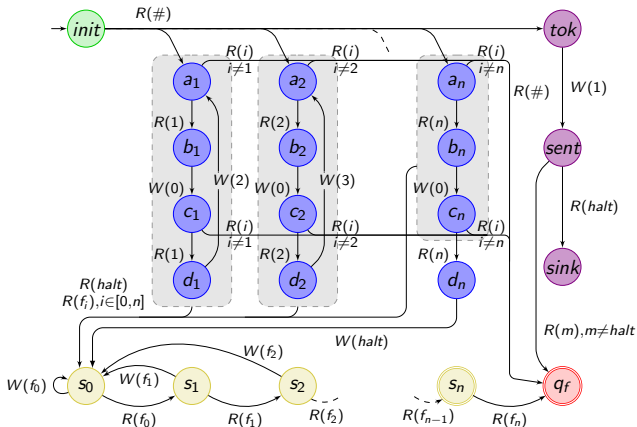 init
tok
R(#)
R(i)
i≠1
R(i)
i≠2
R(i)
i≠n
a₁
a₂
aₙ
R(#)
W(1)
R(1)
R(2)
R(n)
b₁
b₂
bₙ
sent
W(2)
W(3)
W(0)
W(0)
W(0)
R(halt)
c₁
c₂
cₙ
R(i)
i≠1
R(i)
i≠2
R(i)
i≠n
R(1)
R(2)
R(n)
d₁
d₂
dₙ
sink
R(halt)
R(fᵢ),i∈[0,n]
W(halt)
R(m),m≠halt
W(f₂)
W(f₁)
W(f₀)
s₀
s₁
s₂
sₙ
q_f
R(f₀)
R(f₁)
R(f₂)
R(fₙ₋₁)
R(fₙ)